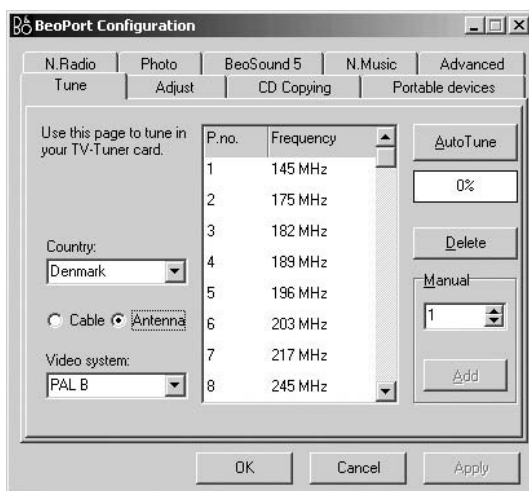 B&O BeoPort Configuration
N.Radio Photo BeoSound 5 N.Music Advanced
Tune Adjust CD Copying Portable devices
Use this page to tune in
your TV-Tuner card.
P.no. Frequency
1 145 MHz
2 175 MHz
3 182 MHz
4 189 MHz
5 196 MHz
6 203 MHz
7 217 MHz
8 245 MHz
AutoTune
0%
Delete
Manual
1
Add
Country:
Denmark
Cable Antenna
Video system:
PAL B
OK Cancel Apply